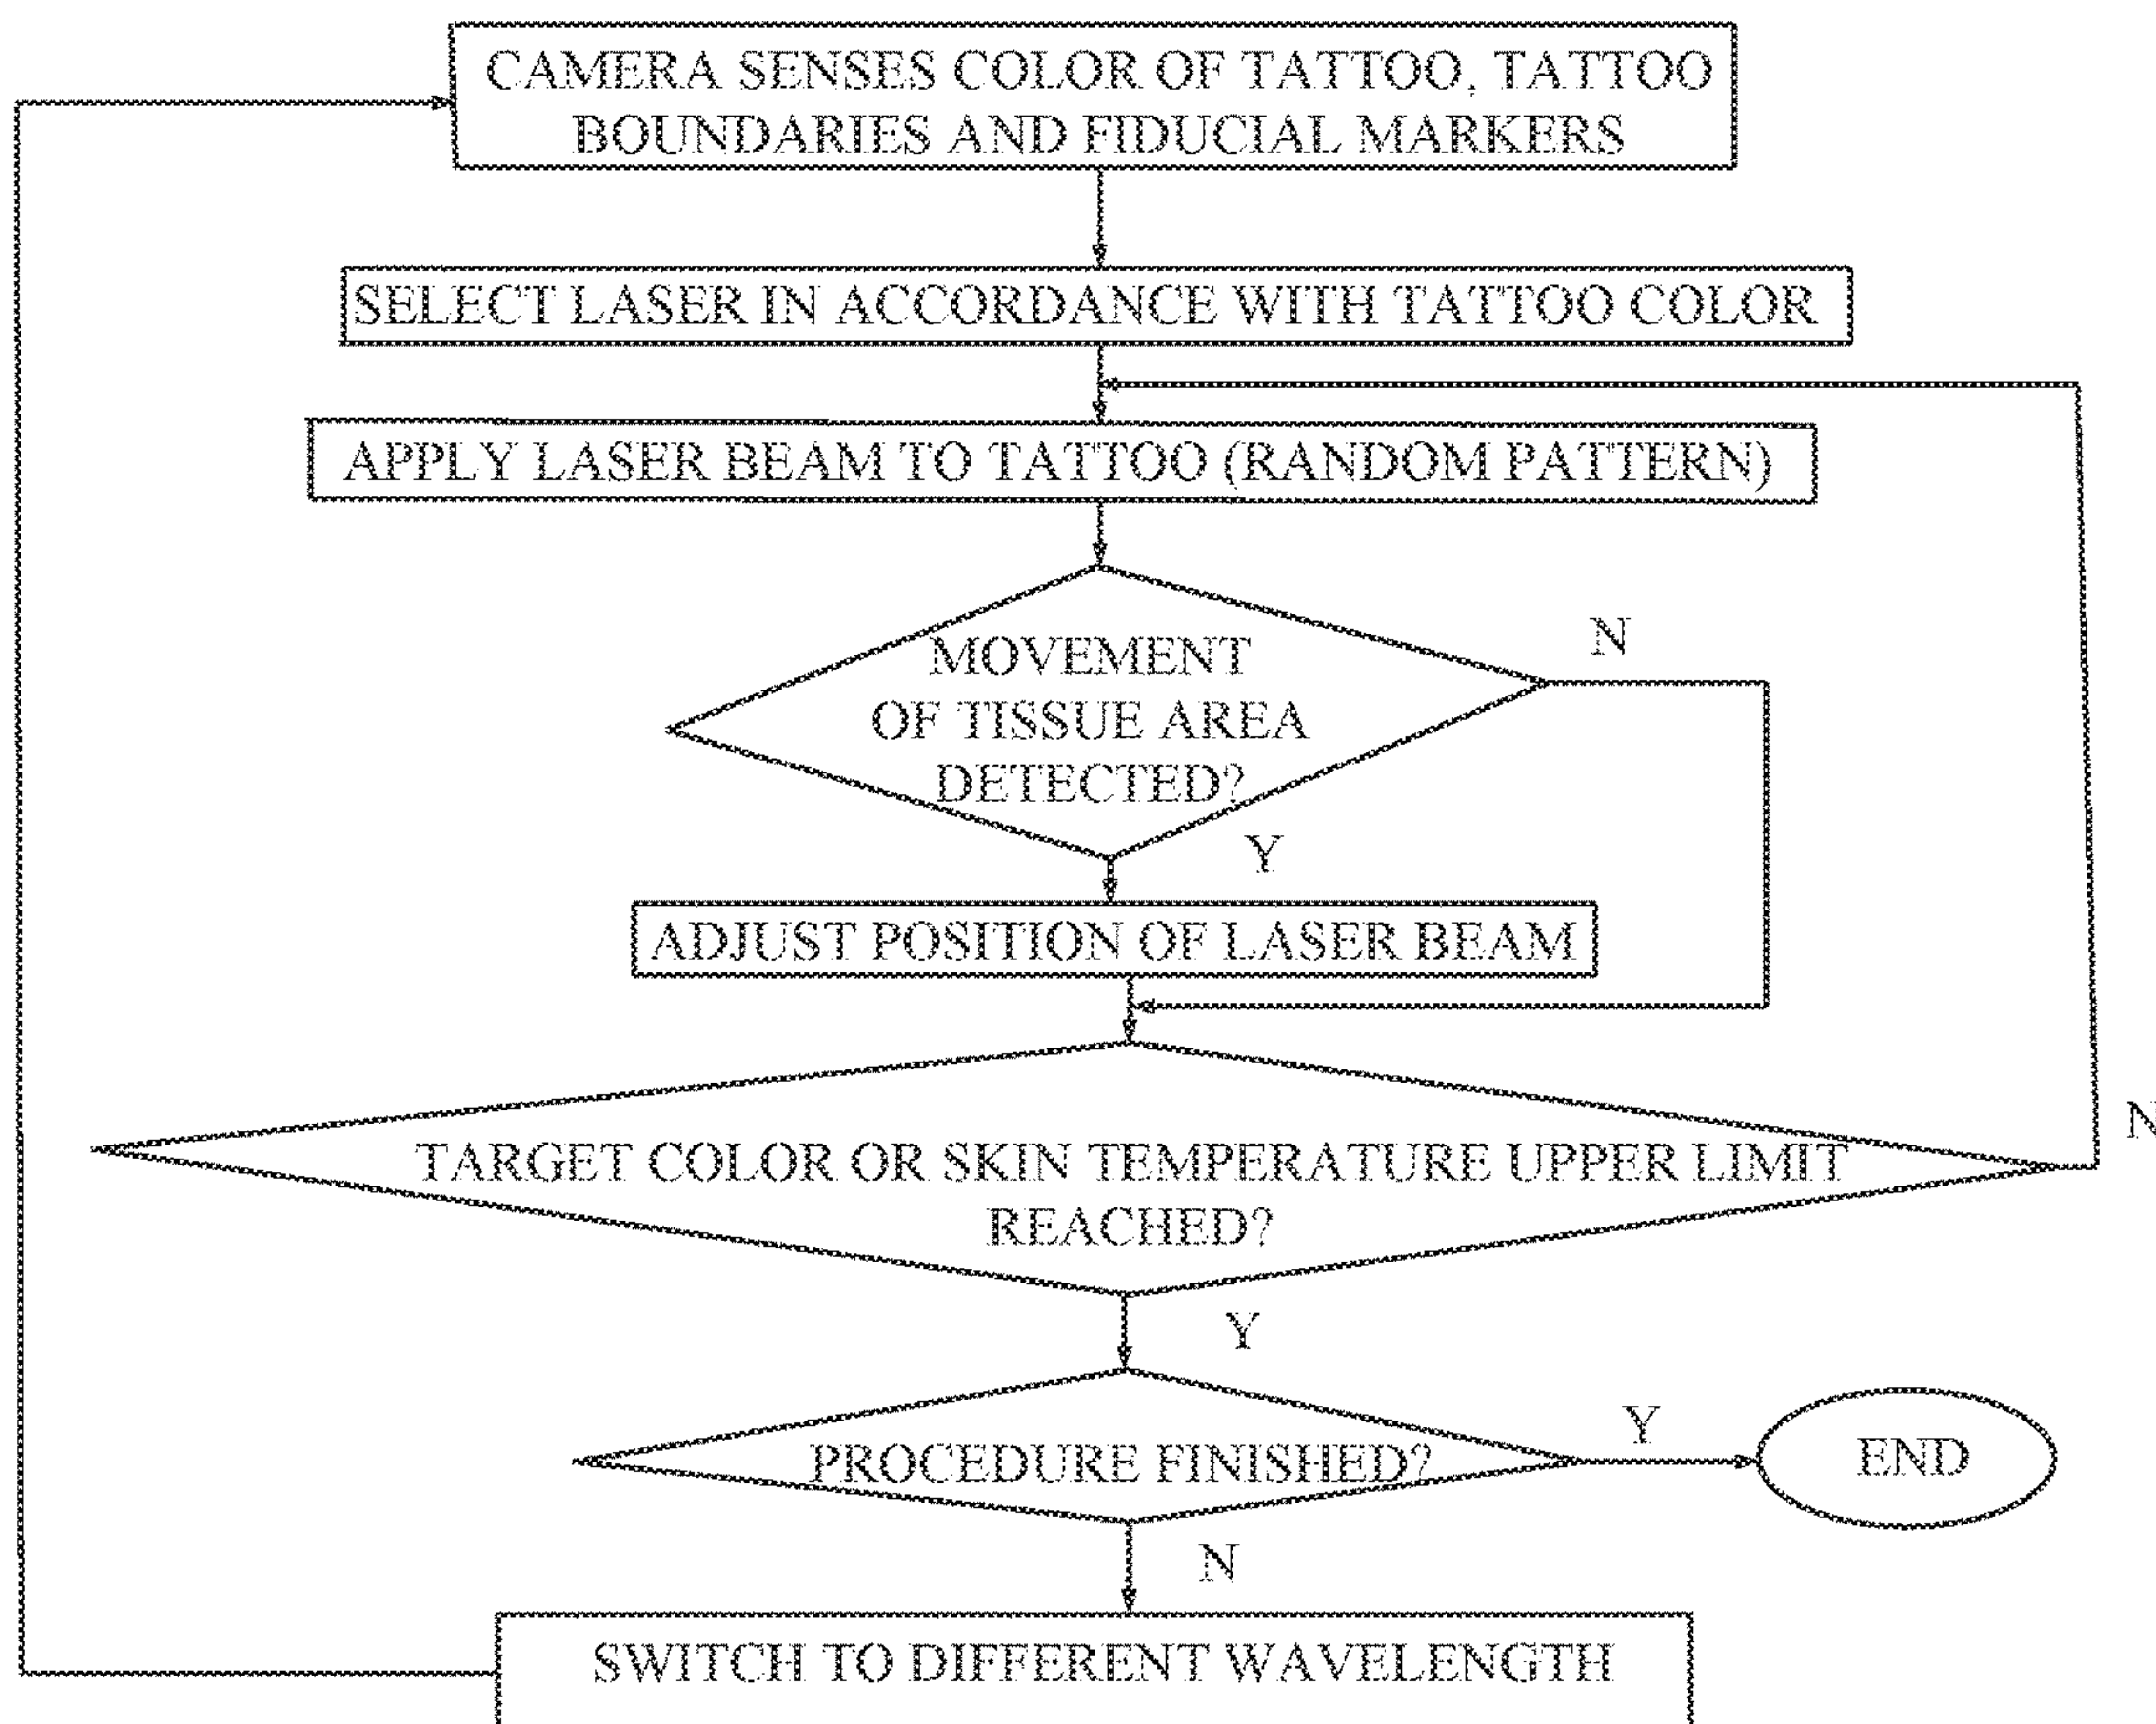 CAMERA SENSES COLOR OF TATTOO, TATTOO
BOUNDARIES AND FIDUCIAL MARKERS
SELECT LASER IN ACCORDANCE WITH TATTOO COLOR
APPLY LASER BEAM TO TATTOO (RANDOM PATTERN)
MOVEMENT
OF TISSUE AREA
DETECTED?
N
Y
ADJUST POSITION OF LASER BEAM
TARGET COLOR OR SKIN TEMPERATURE UPPER LIMIT
REACHED?
N
Y
PROCEDURE FINISHED?
Y
END
N
SWITCH TO DIFFERENT WAVELENGTH